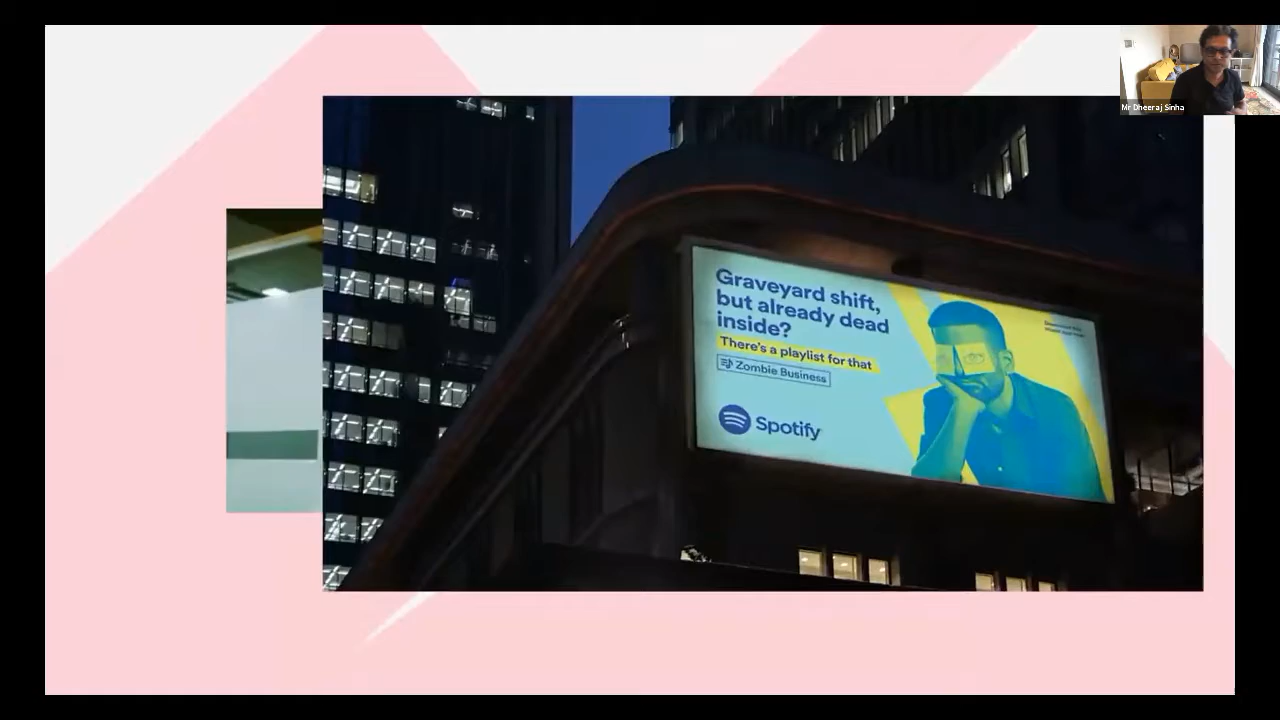 Mr Dheeraj Sinha
Graveyard shift,
but already dead
inside?
There's a playlist for that
Zombie Business
Spotify